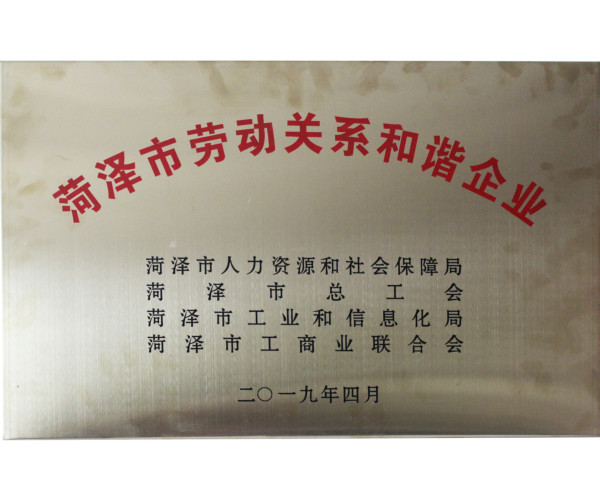 菏泽市劳动关系和谐企业
菏泽市人力资源和社会保障局
菏泽市总工会
菏泽市工业和信息化局
菏泽市工商业联合会
二〇一九年四月